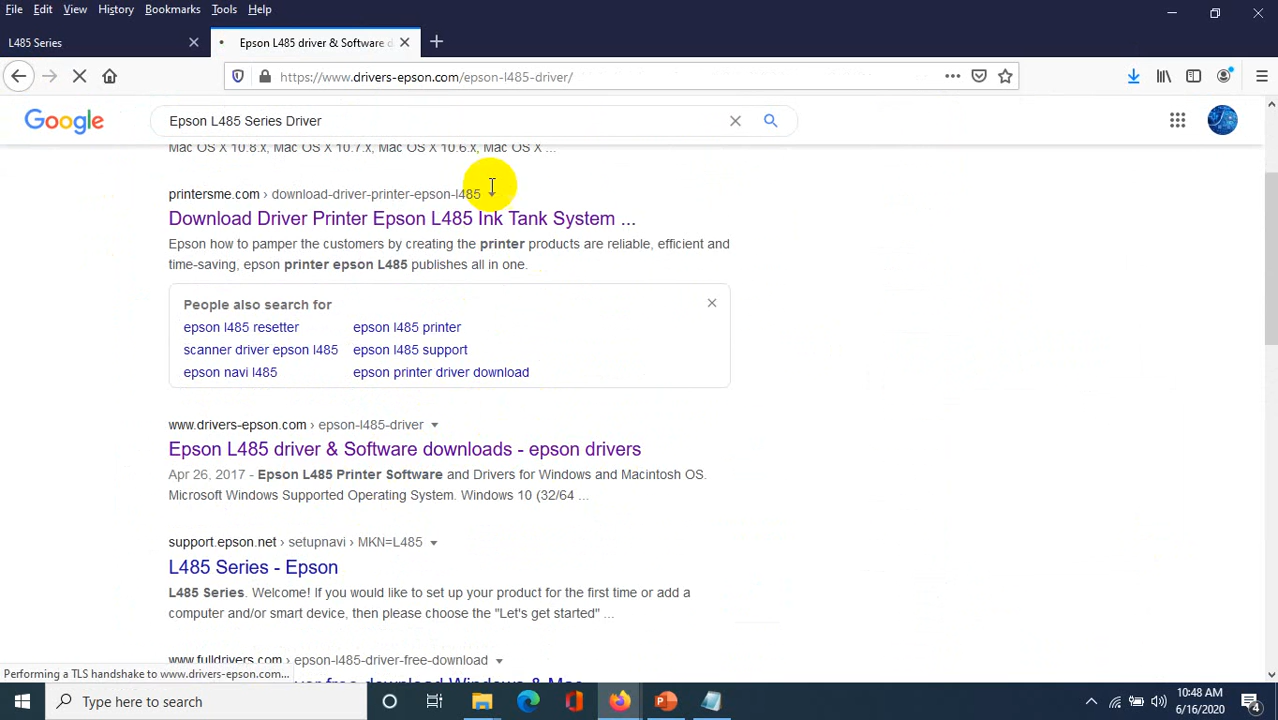 File Edit View History Bookmarks Tools Help
L485 Series
Epson L485 driver & Software d
https://www.drivers-epson.com/epson-l485-driver/
Google
Epson L485 Series Driver
Mac OS X 10.8.x, Mac OS X 10.7.x, Mac OS X 10.6.x, Mac OS X ...
printersme.com › download-driver-printer-epson-l485
Download Driver Printer Epson L485 Ink Tank System ...
Epson how to pamper the customers by creating the printer products are reliable, efficient and
time-saving, epson printer epson L485 publishes all in one.
People also search for
epson l485 resetter epson l485 printer
scanner driver epson l485 epson l485 support
epson navi l485 epson printer driver download
www.drivers-epson.com › epson-l485-driver
Epson L485 driver & Software downloads - epson drivers
Apr 26, 2017 - Epson L485 Printer Software and Drivers for Windows and Macintosh OS.
Microsoft Windows Supported Operating System. Windows 10 (32/64 ...
support.epson.net › setupnavi › MKN=L485
L485 Series - Epson
L485 Series. Welcome! If you would like to set up your product for the first time or add a
computer and/or smart device, then please choose the "Let's get started" ...
www.fulldrivers.com › epson-l485-driver-free-download
free download Windows & Mac
Performing a TLS handshake to www.drivers-epson.com...
Type here to search
10:48 AM
6/16/2020
4